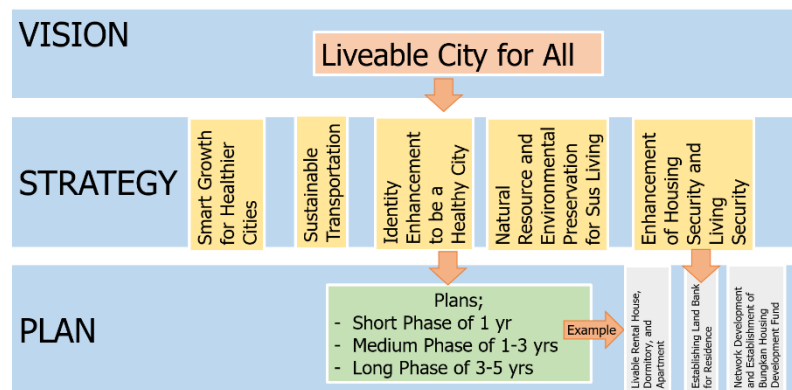 VISION
Liveable City for All
STRATEGY
Smart Growth
for Healthier
Cities
Sustainable
Transportation
Identity
Enhancement
to be a
Healthy City
Natural
Resource and
Environmental
Preservation
for Sus Living
Enhancement
of Housing
Security and
Living
Security
PLAN
Plans;
- Short Phase of 1 yr
- Medium Phase of 1-3 yrs
- Long Phase of 3-5 yrs
Example
Livable Rental House,
Dormitory, and
Apartment
Establishing Land Bank
for Residence
Network Development
and Establishment of
Bungkan Housing
Development Fund